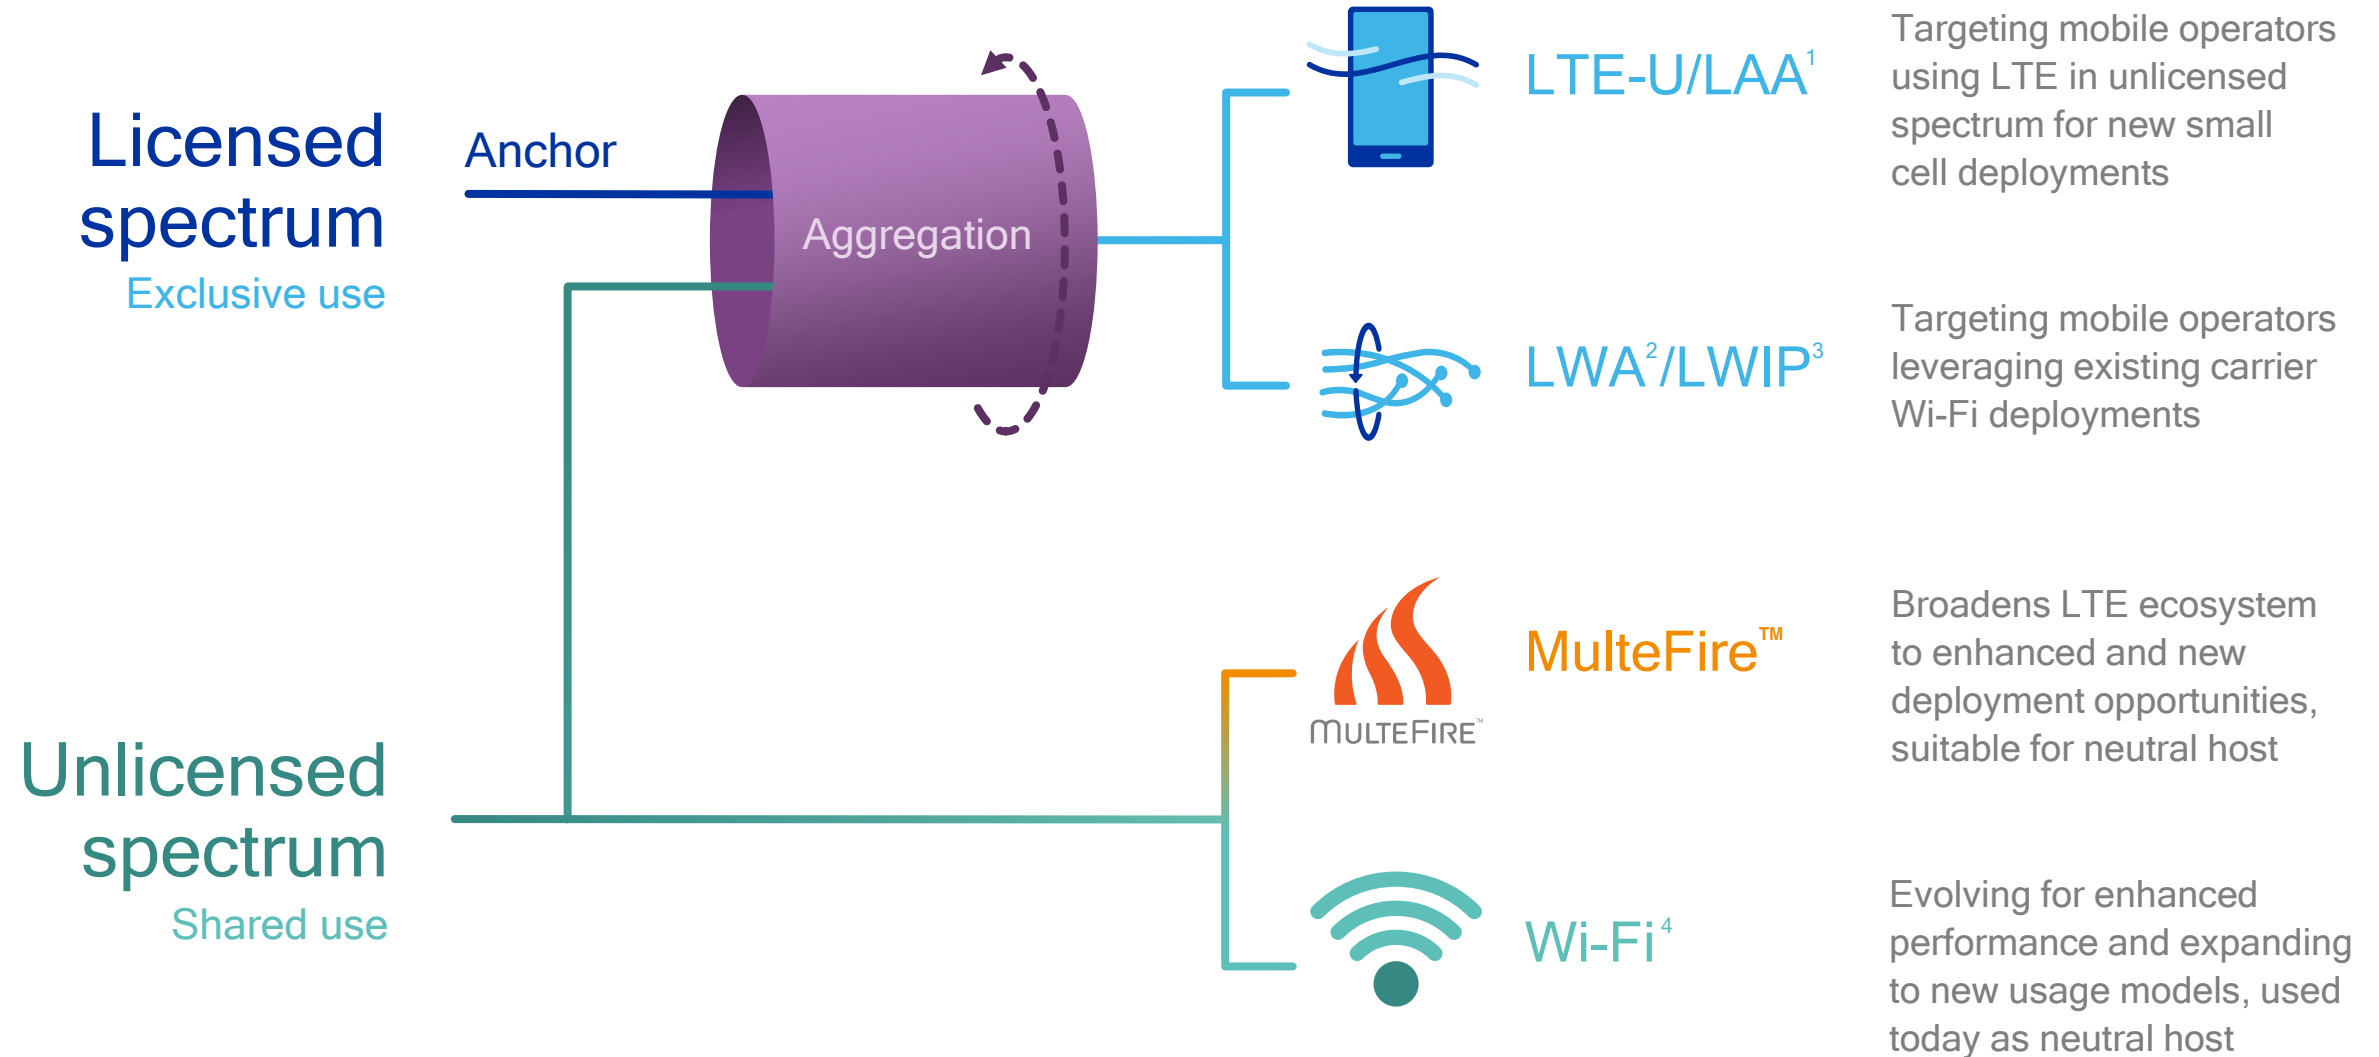 Licensed
spectrum
Exclusive use
Anchor
Aggregation
LTE-U/LAA¹
Targeting mobile operators
using LTE in unlicensed
spectrum for new small
cell deployments
LWA²/LWIP³
Targeting mobile operators
leveraging existing carrier
Wi-Fi deployments
Unlicensed
spectrum
Shared use
MULTEFIRE™
MulteFire™
Broadens LTE ecosystem
to enhanced and new
deployment opportunities,
suitable for neutral host
Wi-Fi⁴
Evolving for enhanced
performance and expanding
to new usage models, used
today as neutral host